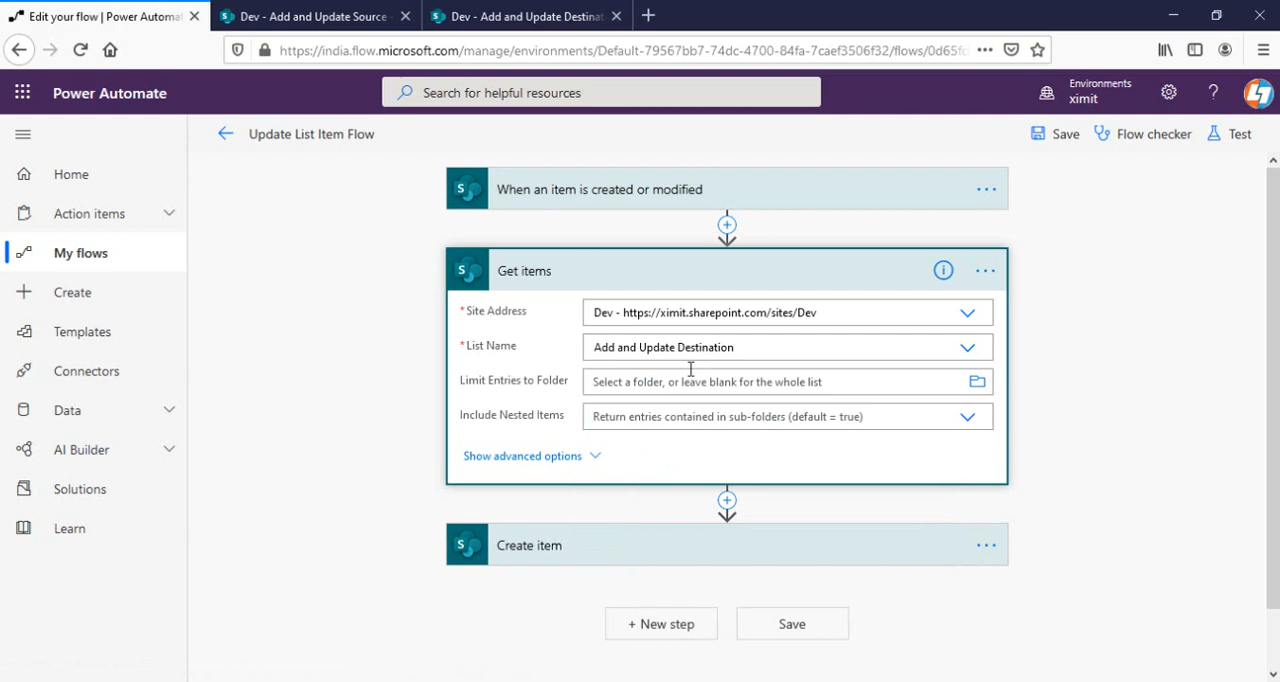 Edit your flow | Power Automat
Dev - Add and Update Source -
Dev - Add and Update Destinat
https://india.flow.microsoft.com/manage/environments/Default-79567bb7-74dc-4700-84fa-7caef3506f32/flows/0d65f
Power Automate
Search for helpful resources
Environments
ximit
?
Update List Item Flow
Save
Flow checker
Test
Home
Action items
My flows
Create
Templates
Connectors
Data
AI Builder
Solutions
Learn
When an item is created or modified
Get items
* Site Address
Dev - https://ximit.sharepoint.com/sites/Dev
* List Name
Add and Update Destination
Limit Entries to Folder
Select a folder, or leave blank for the whole list
Include Nested Items
Return entries contained in sub-folders (default = true)
Show advanced options
Create item
+ New step
Save